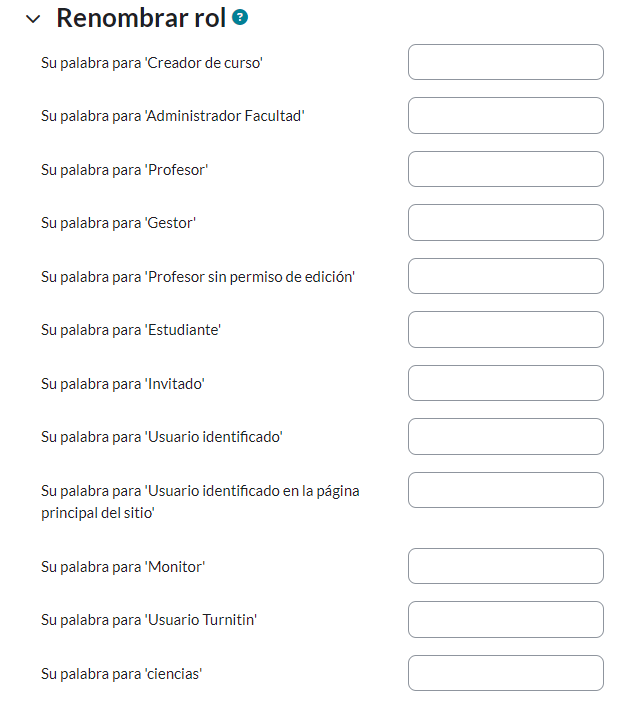 Renombrar rol ?
Su palabra para 'Creador de curso'
Su palabra para 'Administrador Facultad'
Su palabra para 'Profesor'
Su palabra para 'Gestor'
Su palabra para 'Profesor sin permiso de edición'
Su palabra para 'Estudiante'
Su palabra para 'Invitado'
Su palabra para 'Usuario identificado'
Su palabra para 'Usuario identificado en la página
principal del sitio'
Su palabra para 'Monitor'
Su palabra para 'Usuario Turnitin'
Su palabra para 'ciencias'